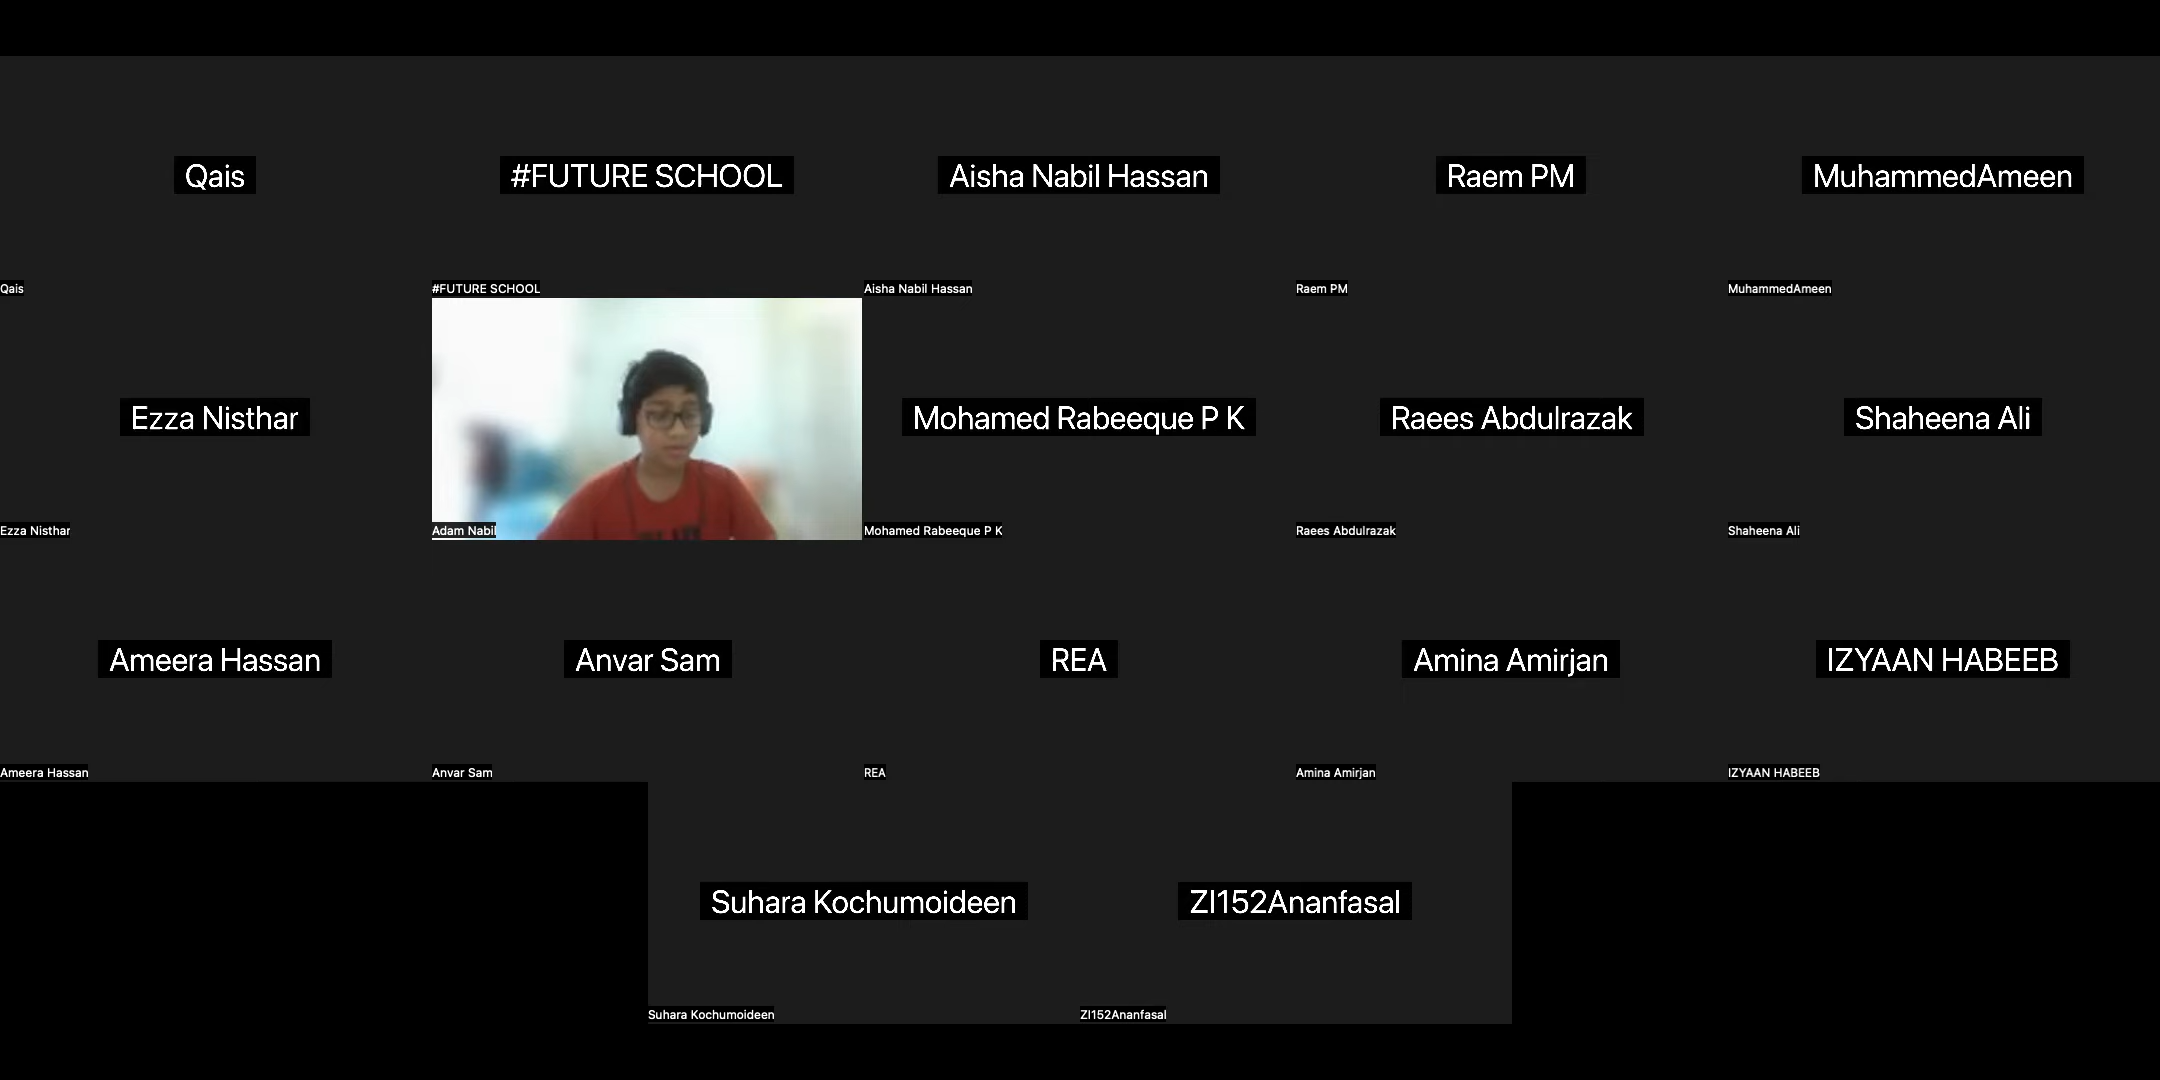 Qais
#FUTURE SCHOOL
Aisha Nabil Hassan
Raem PM
MuhammedAmeen
Qais
#FUTURE SCHOOL
Aisha Nabil Hassan
Raem PM
MuhammedAmeen
Ezza Nisthar
Mohamed Rabeeque P K
Raees Abdulrazak
Shaheena Ali
Ezza Nisthar
Adam Nabil
Mohamed Rabeeque P K
Raees Abdulrazak
Shaheena Ali
Ameera Hassan
Anvar Sam
REA
Amina Amirjan
IZYAAN HABEEB
Ameera Hassan
Anvar Sam
REA
Amina Amirjan
IZYAAN HABEEB
Suhara Kochumoideen
ZI152Ananfasal
Suhara Kochumoideen
ZI152Ananfasal